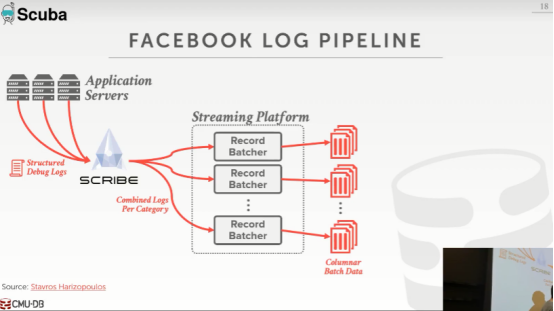 Scuba
18
FACEBOOK LOG PIPELINE
Application
Servers
Streaming Platform
Record
Batcher
Structured
Debug Logs
SCRIBE
Record
Batcher
Combined Logs
Per Category
Record
Batcher
Columnar
Batch Data
Source: Stavros Harizopoulos
CMU·DB